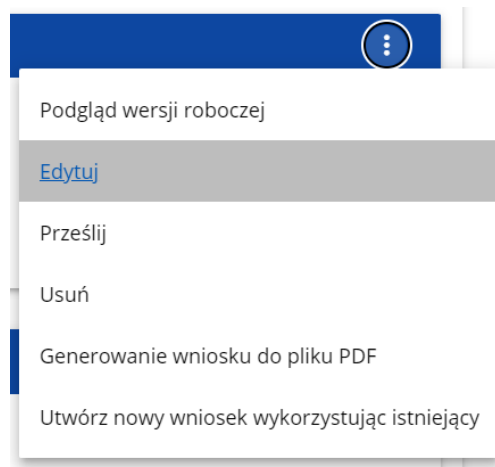 Podgląd wersji roboczej
Edytuj
Prześlij
Usuń
Generowanie wniosku do pliku PDF
Utwórz nowy wniosek wykorzystując istniejący